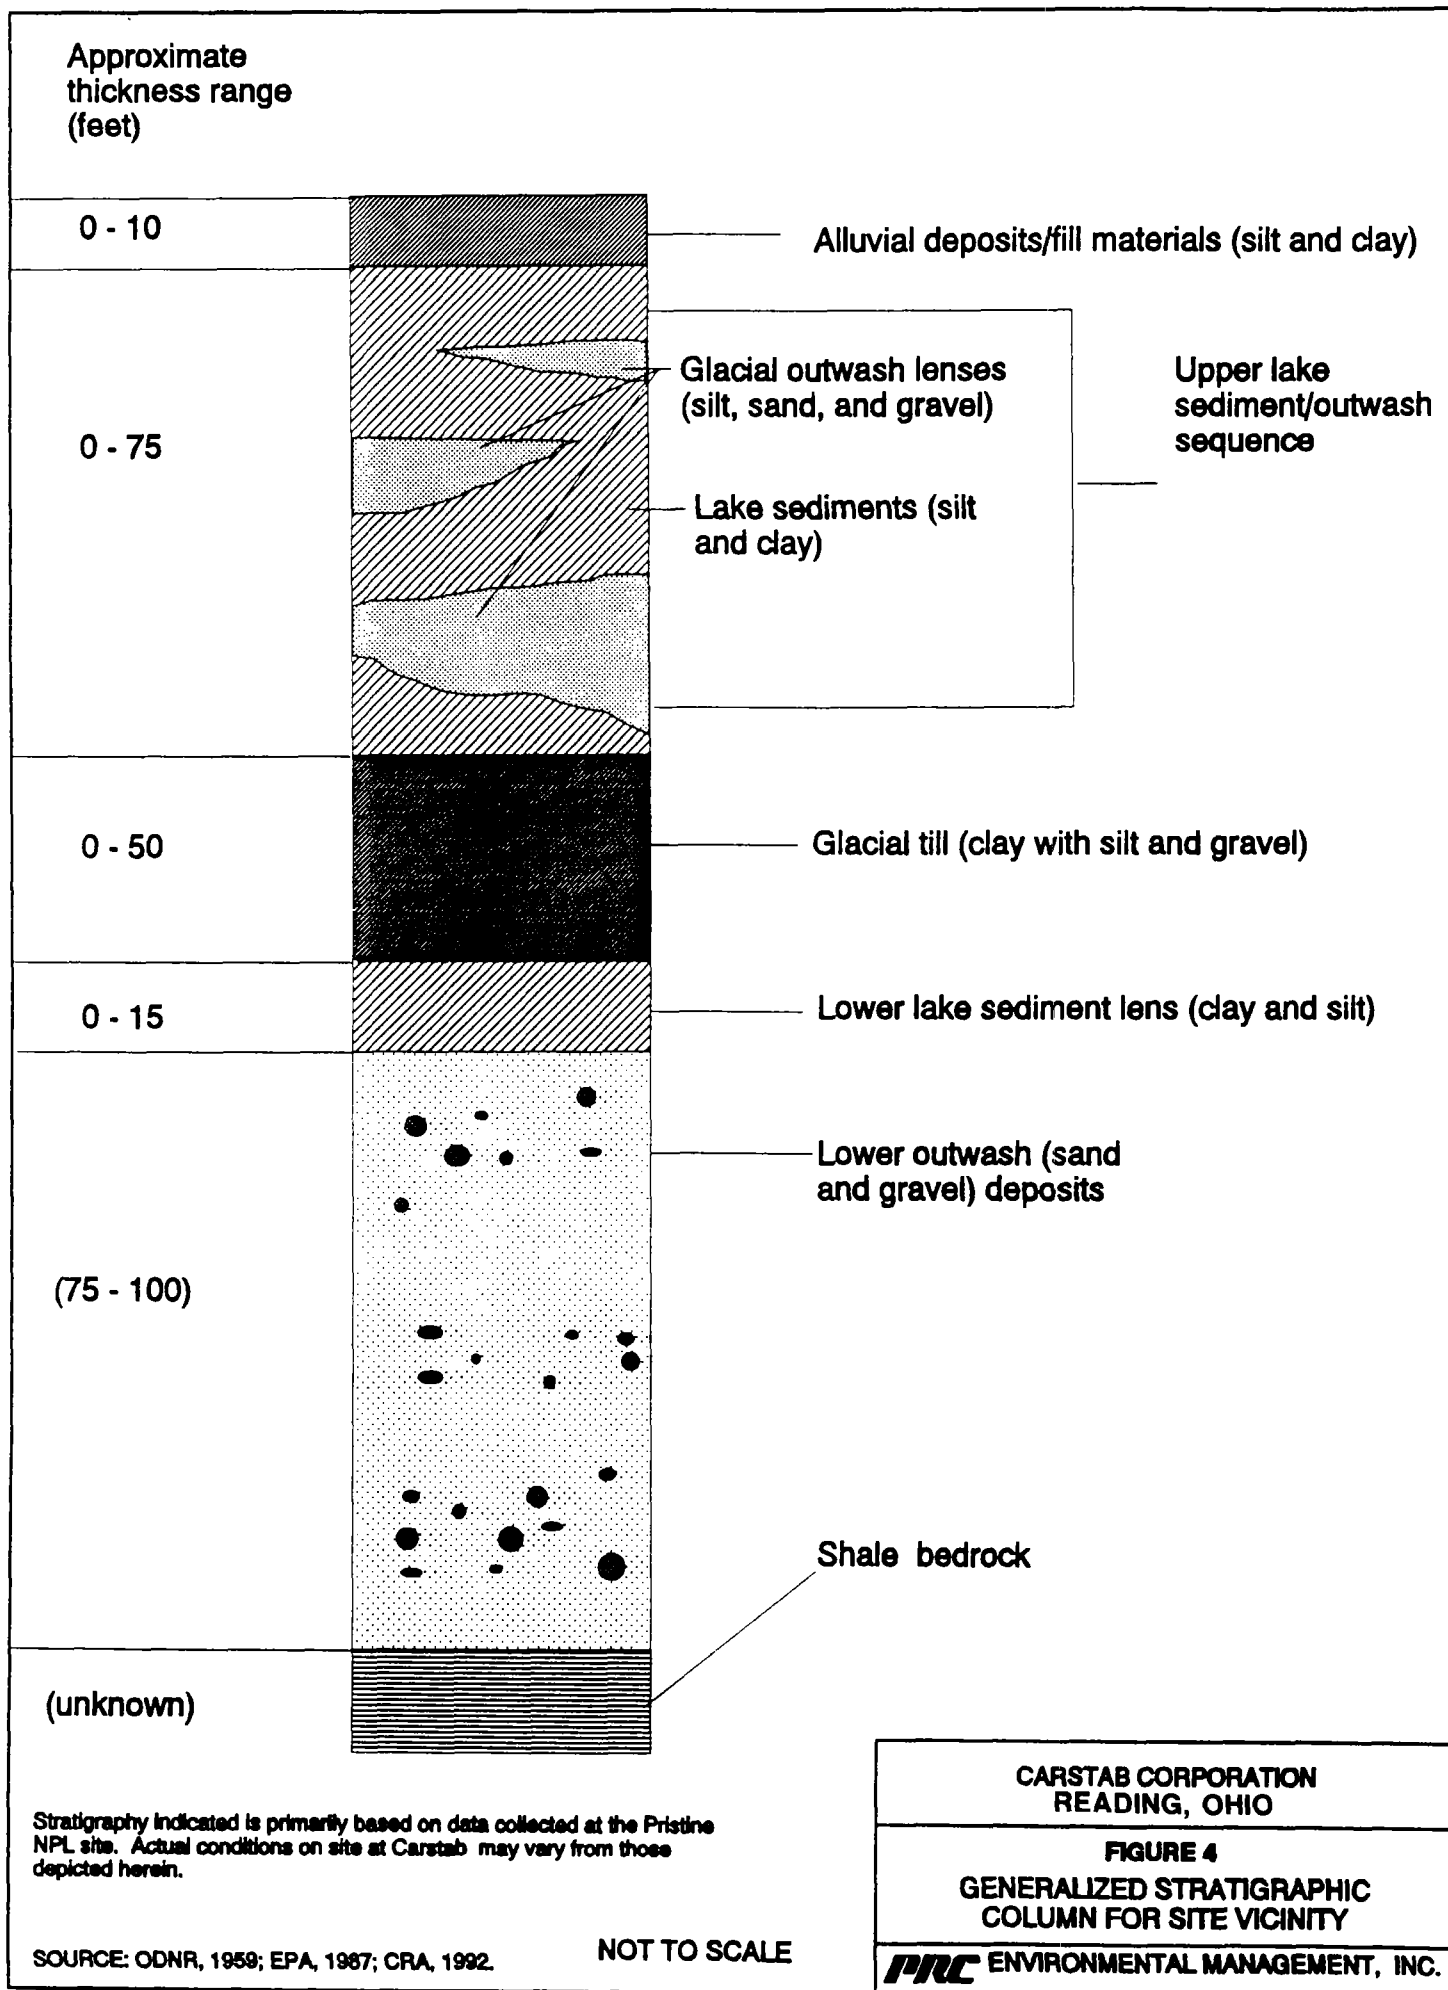 Approximate
thickness range
(feet)
0 - 10
Alluvial deposits/fill materials (silt and clay)
Glacial outwash lenses
(silt, sand, and gravel)
Upper lake
sediment/outwash
sequence
0 - 75
Lake sediments (silt
and clay)
0 - 50
Glacial till (clay with silt and gravel)
0 - 15
Lower lake sediment lens (clay and silt)
Lower outwash (sand
and gravel) deposits
(75 - 100)
Shale bedrock
(unknown)
Stratigraphy indicated is primarily based on data collected at the Pristine
NPL site. Actual conditions on site at Carstab may vary from those
depicted herein.
SOURCE: ODNR, 1959; EPA, 1987; CRA, 1992.
NOT TO SCALE
CARSTAB CORPORATION
READING, OHIO
FIGURE 4
GENERALIZED STRATIGRAPHIC
COLUMN FOR SITE VICINITY
PRC ENVIRONMENTAL MANAGEMENT, INC.